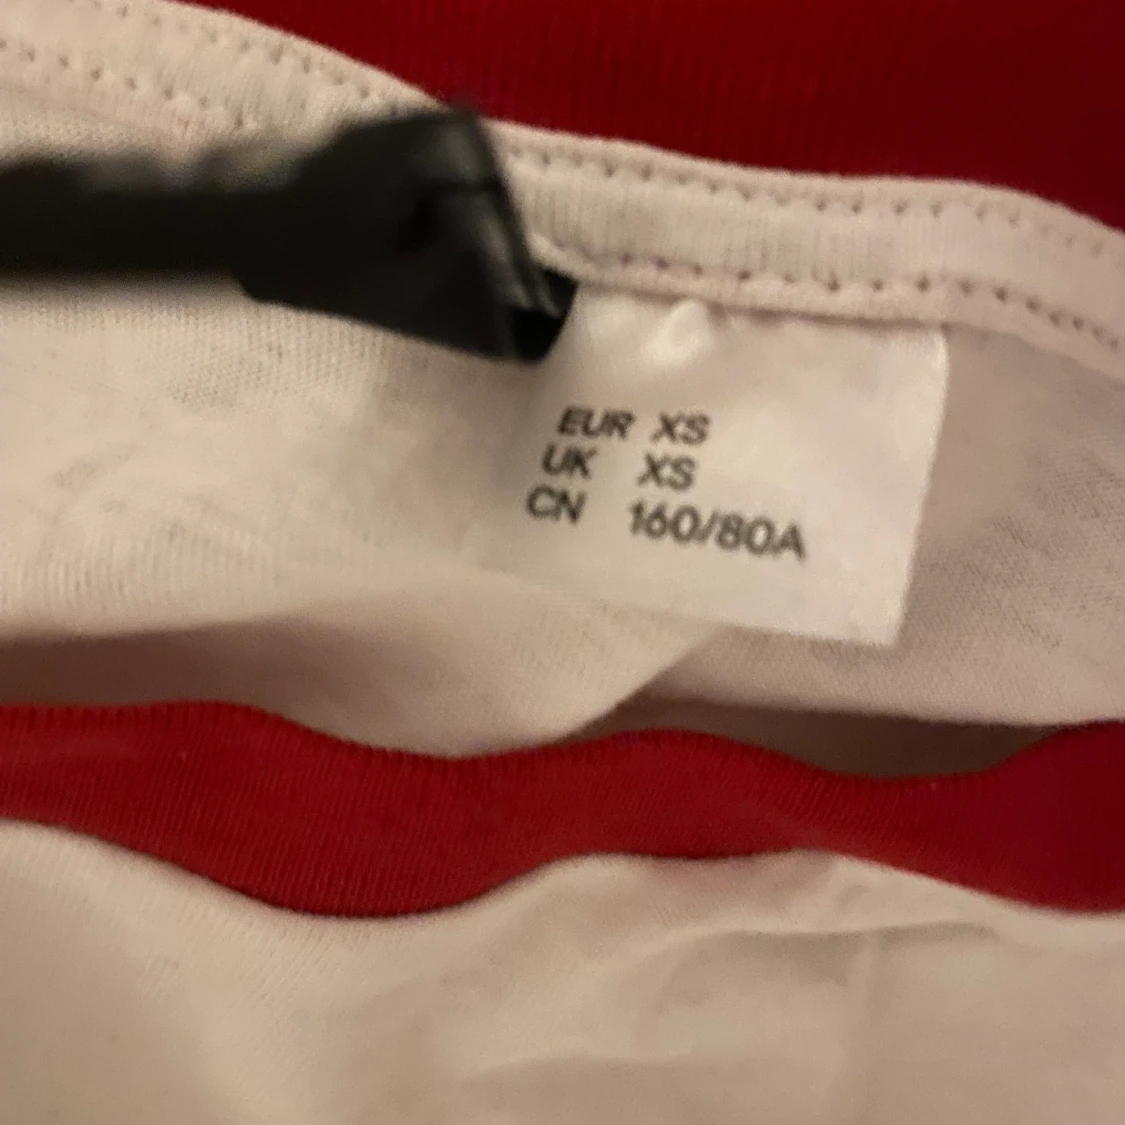 EUR XS
UK XS
CN 160/80A